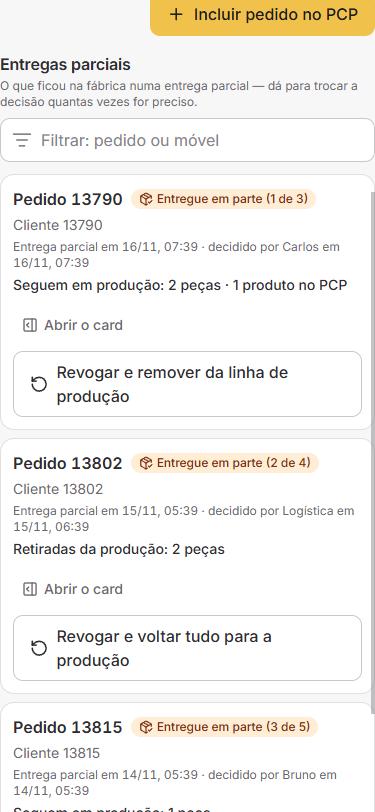 Incluir pedido no PCP
Entregas parciais
O que ficou na fábrica numa entrega parcial — dá para trocar a
decisão quantas vezes for preciso.
Filtrar: pedido ou móvel
Pedido 13790 Entregue em parte (1 de 3)
Cliente 13790
Entrega parcial em 16/11, 07:39 · decidido por Carlos em
16/11, 07:39
Seguem em produção: 2 peças · 1 produto no PCP
Abrir o card
Revogar e remover da linha de
produção
Pedido 13802 Entregue em parte (2 de 4)
Cliente 13802
Entrega parcial em 15/11, 05:39 · decidido por Logística em
15/11, 06:39
Retiradas da produção: 2 peças
Abrir o card
Revogar e voltar tudo para a
produção
Pedido 13815 Entregue em parte (3 de 5)
Cliente 13815
Entrega parcial em 14/11, 05:39 · decidido por Bruno em
14/11, 05:39
Seguem em produção: 1 peça